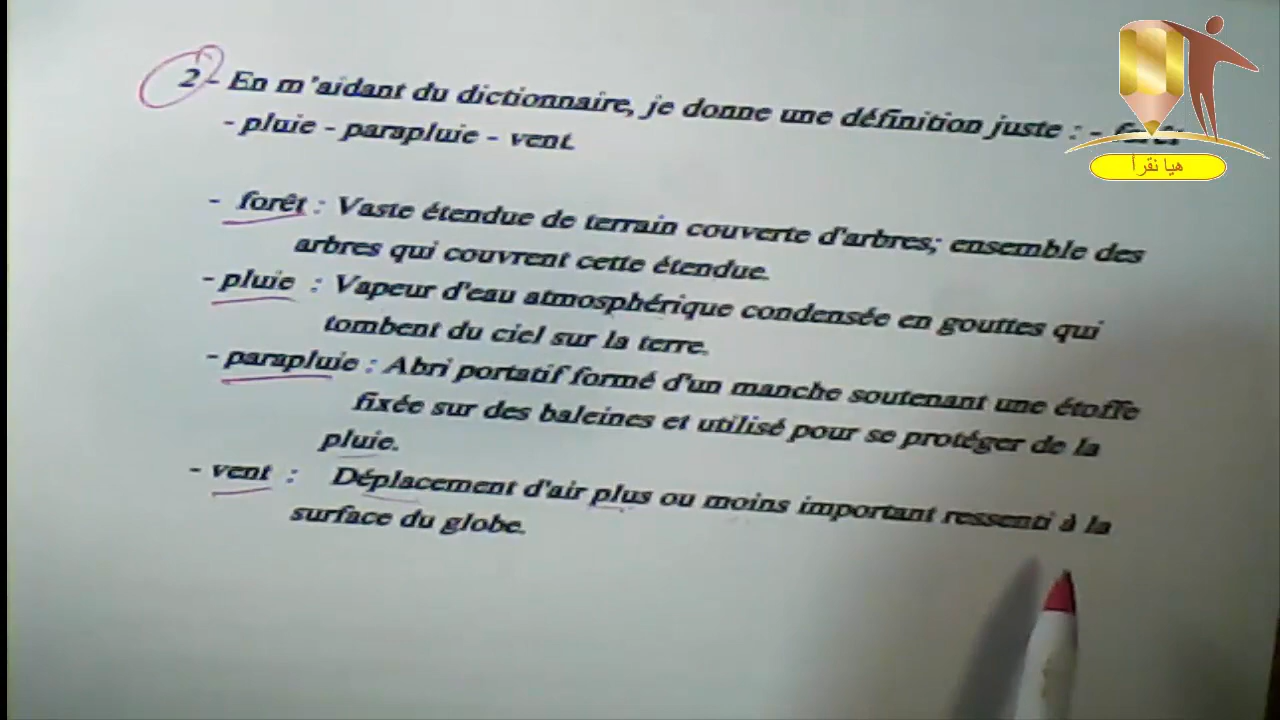 2 - En m'aidant du dictionnaire, je donne une définition juste : - forêt
- pluie - parapluie - vent.
- forêt : Vaste étendue de terrain couverte d'arbres; ensemble des
arbres qui couvrent cette étendue.
- pluie : Vapeur d'eau atmosphérique condensée en gouttes qui
tombent du ciel sur la terre.
- parapluie : Abri portatif formé d'un manche soutenant une étoffe
fixée sur des baleines et utilisé pour se protéger de la
pluie.
- vent : Déplacement d'air plus ou moins important ressenti à la
surface du globe.
هيا نقرأ